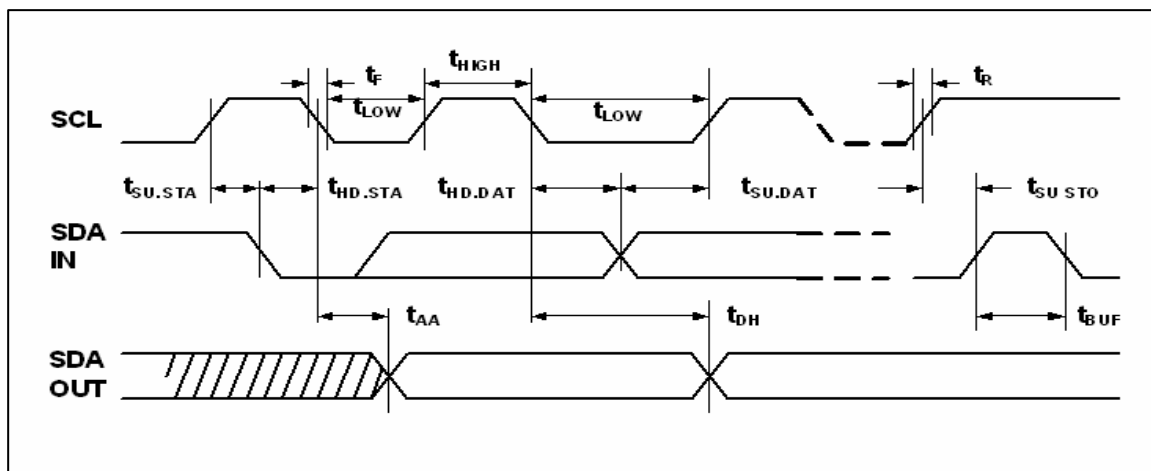 tF
tHIGH
tR
SCL
tLOW
tLOW
tSU.STA
tHD.STA
tHD.DAT
tSU.DAT
tSU STO
SDA
IN
tAA
tDH
tBUF
SDA
OUT